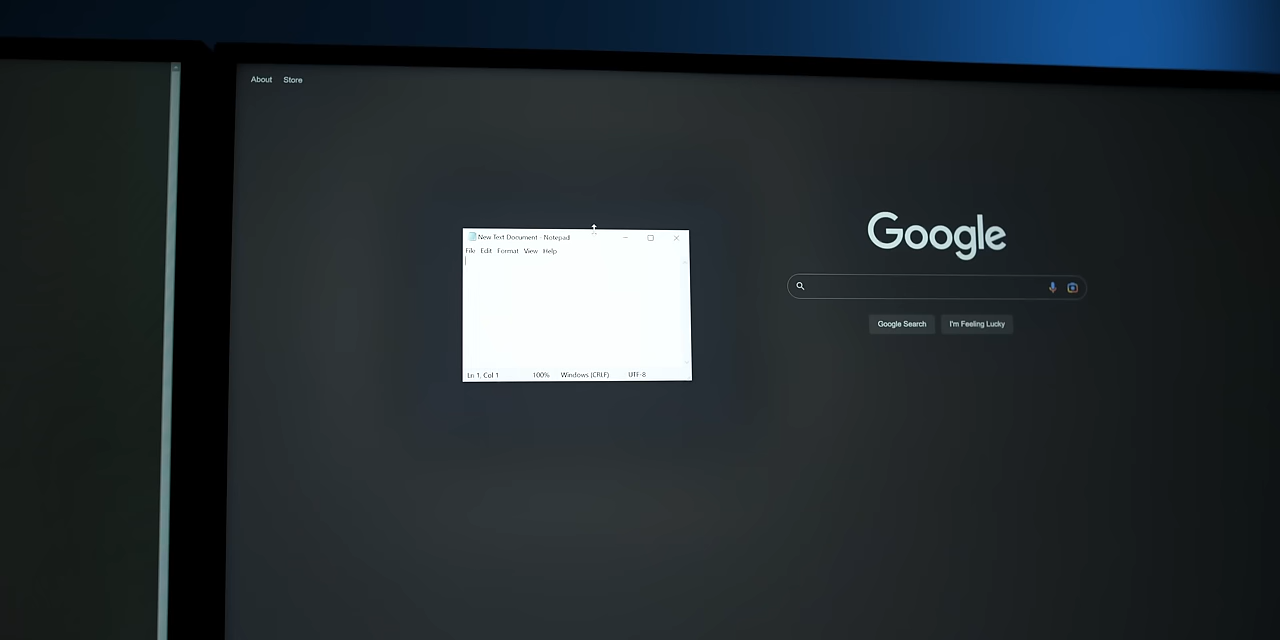 About Store
New Text Document - Notepad
File Edit Format View Help
Ln 1, Col 1 100% Windows (CRLF) UTF-8
Google
Google Search I'm Feeling Lucky